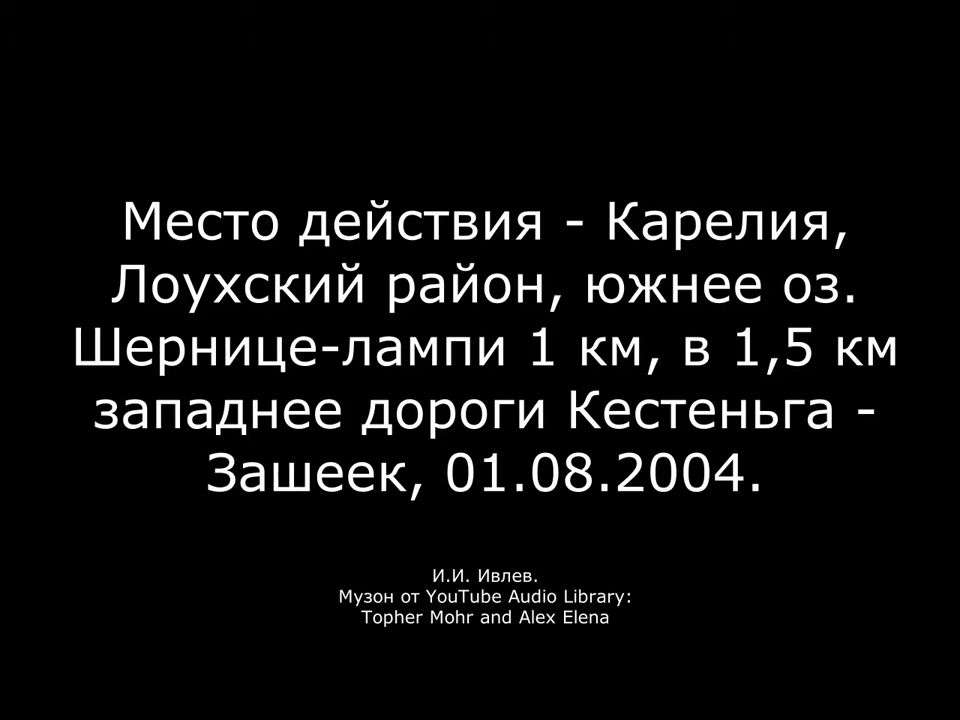 Место действия - Карелия,
Лоухский район, южнее оз.
Шернице-лампи 1 км, в 1,5 км
западнее дороги Кестеньга -
Зашеек, 01.08.2004.
И.И. Ивлев.
Музон от YouTube Audio Library:
Topher Mohr and Alex Elena